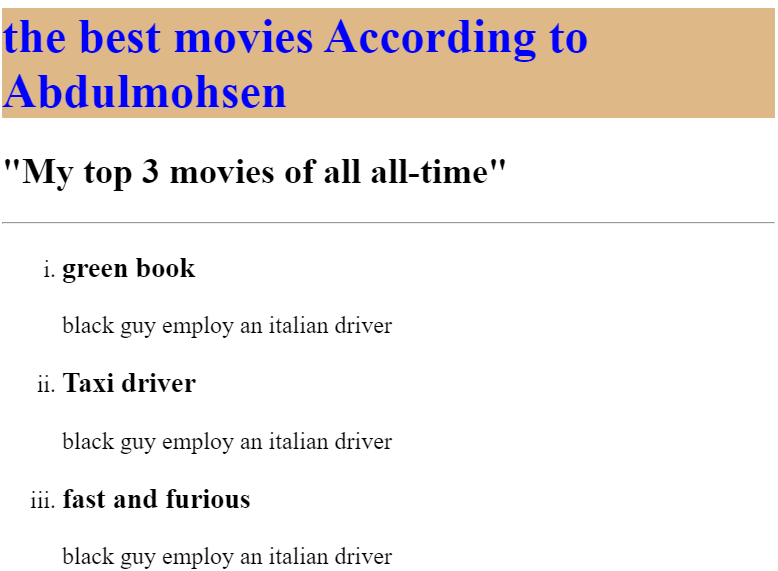 the best movies According to
Abdulmohsen
"My top 3 movies of all all-time"
i. green book
black guy employ an italian driver
ii. Taxi driver
black guy employ an italian driver
iii. fast and furious
black guy employ an italian driver